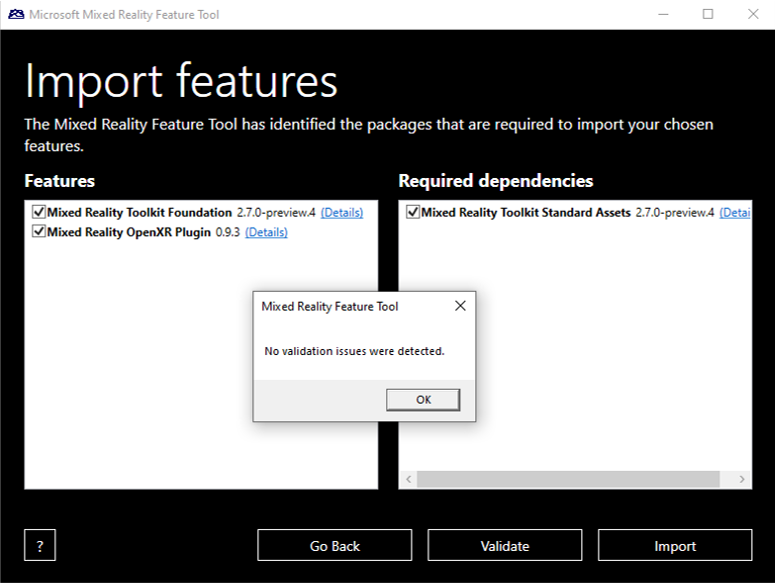 Microsoft Mixed Reality Feature Tool
Import features
The Mixed Reality Feature Tool has identified the packages that are required to import your chosen
features.
Features
Mixed Reality Toolkit Foundation 2.7.0-preview.4 (Details)
Mixed Reality OpenXR Plugin 0.9.3 (Details)
Required dependencies
Mixed Reality Toolkit Standard Assets 2.7.0-preview.4 (Detai
Mixed Reality Feature Tool
No validation issues were detected.
OK
?
Go Back
Validate
Import